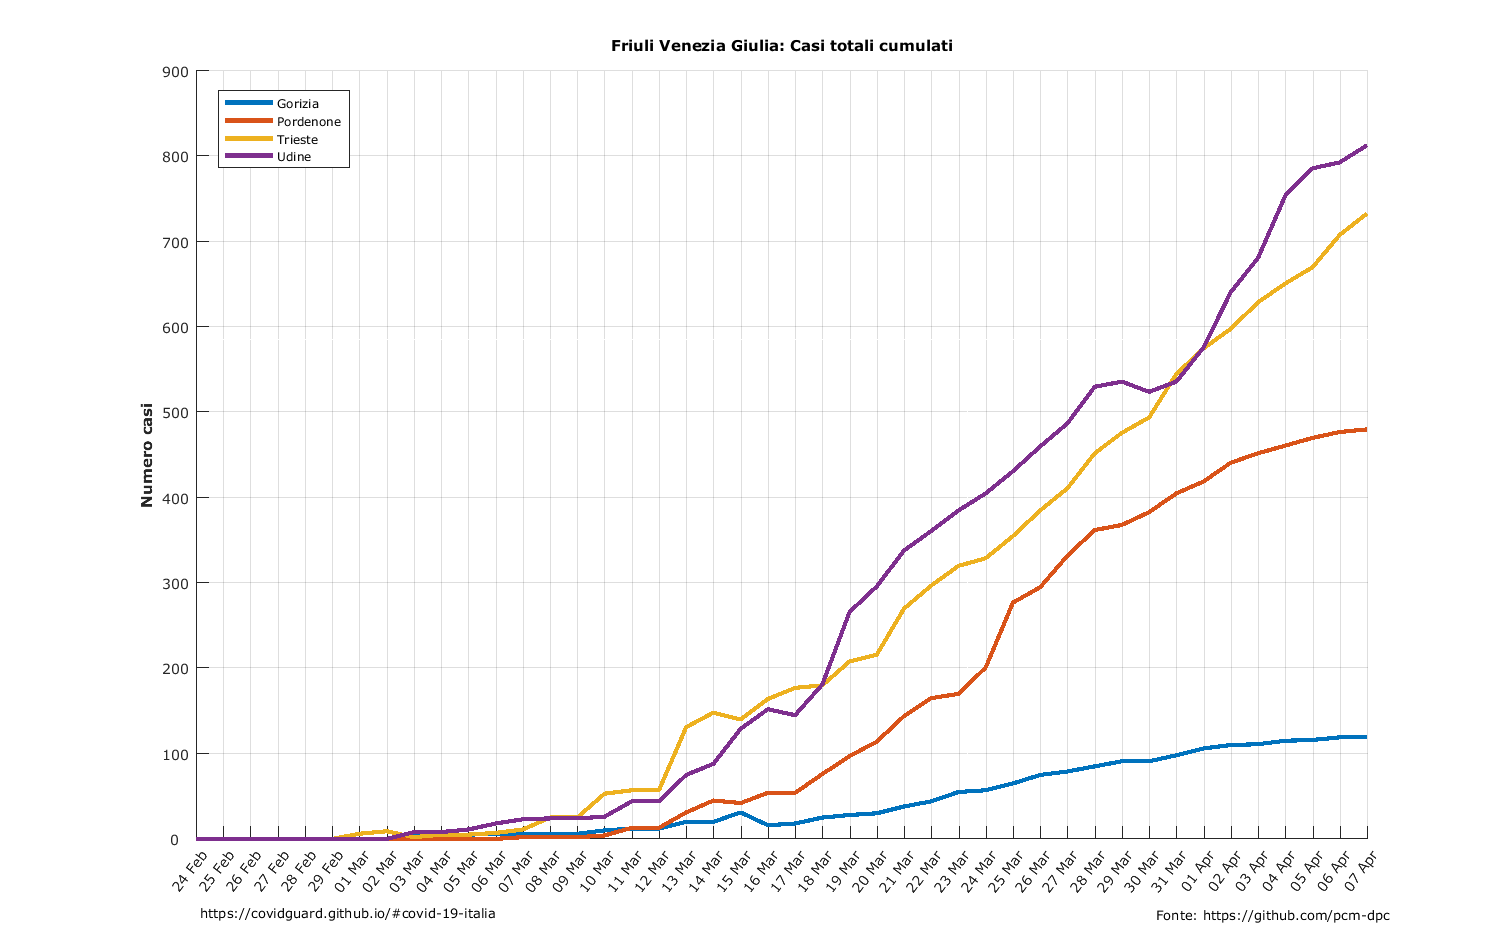 Friuli Venezia Giulia: Casi totali cumulati
900
800
700
600
500
400
300
200
100
0
Numero casi
Gorizia
Pordenone
Trieste
Udine
24 Feb
25 Feb
26 Feb
27 Feb
28 Feb
29 Feb
01 Mar
02 Mar
03 Mar
04 Mar
05 Mar
06 Mar
07 Mar
08 Mar
09 Mar
10 Mar
11 Mar
12 Mar
13 Mar
14 Mar
15 Mar
16 Mar
17 Mar
18 Mar
19 Mar
20 Mar
21 Mar
22 Mar
23 Mar
24 Mar
25 Mar
26 Mar
27 Mar
28 Mar
29 Mar
30 Mar
31 Mar
01 Apr
02 Apr
03 Apr
04 Apr
05 Apr
06 Apr
07 Apr
https://covidguard.github.io/#covid-19-italia
Fonte: https://github.com/pcm-dpc